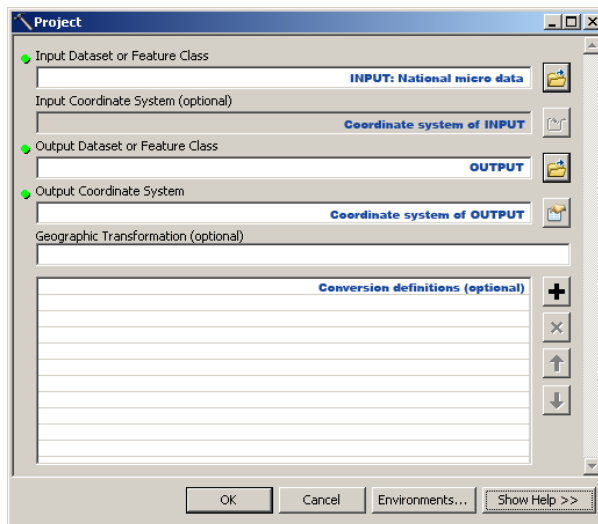 Project
Input Dataset or Feature Class
INPUT: National micro data
Input Coordinate System (optional)
Coordinate system of INPUT
Output Dataset or Feature Class
OUTPUT
Output Coordinate System
Coordinate system of OUTPUT
Geographic Transformation (optional)
Conversion definitions (optional)
OK Cancel Environments... Show Help >>